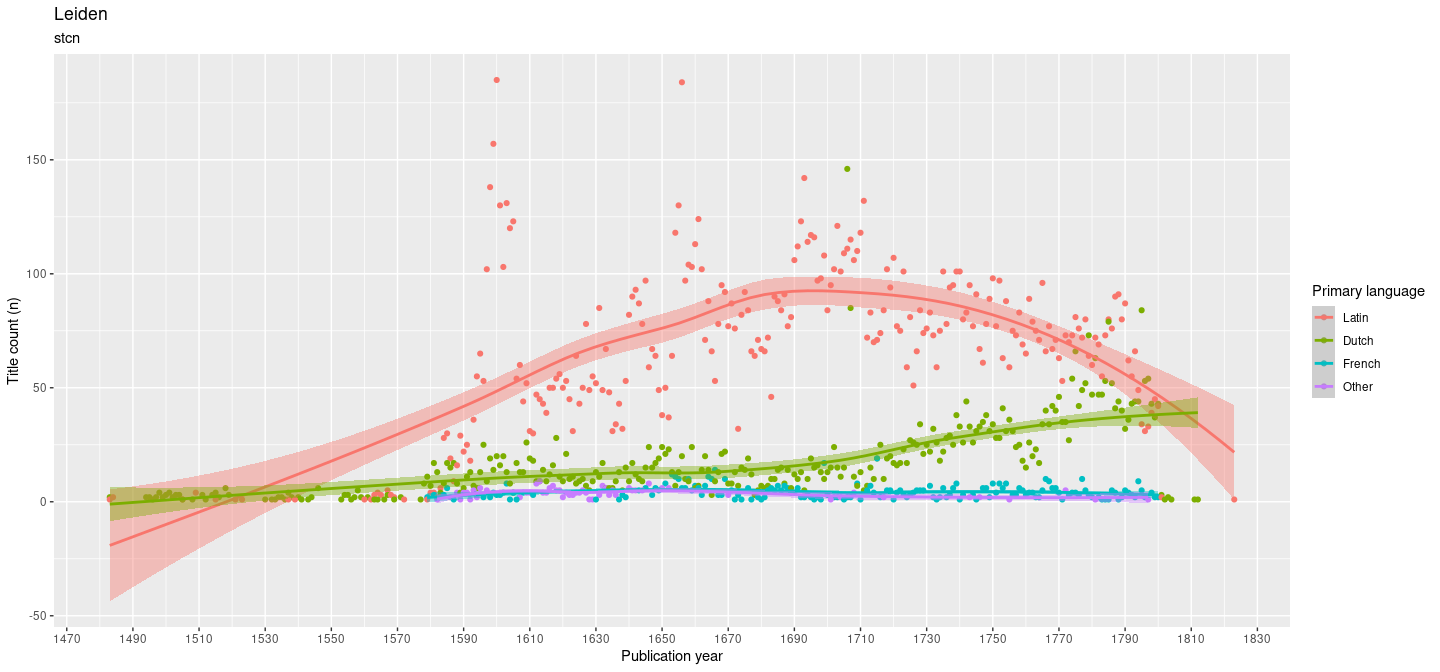 Leiden
stcn
Title count (n)
150
100
50
0
-50
1470 1490 1510 1530 1550 1570 1590 1610 1630 1650 1670 1690 1710 1730 1750 1770 1790 1810 1830
Publication year
Primary language
Latin
Dutch
French
Other